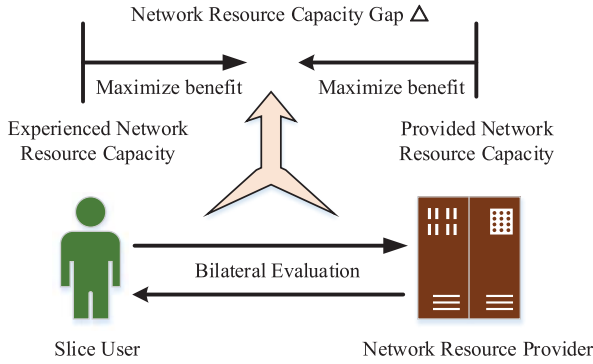 Network Resource Capacity Gap △
Maximize benefit
Maximize benefit
Experienced Network
Resource Capacity
Provided Network
Resource Capacity
Bilateral Evaluation
Slice User
Network Resource Provider